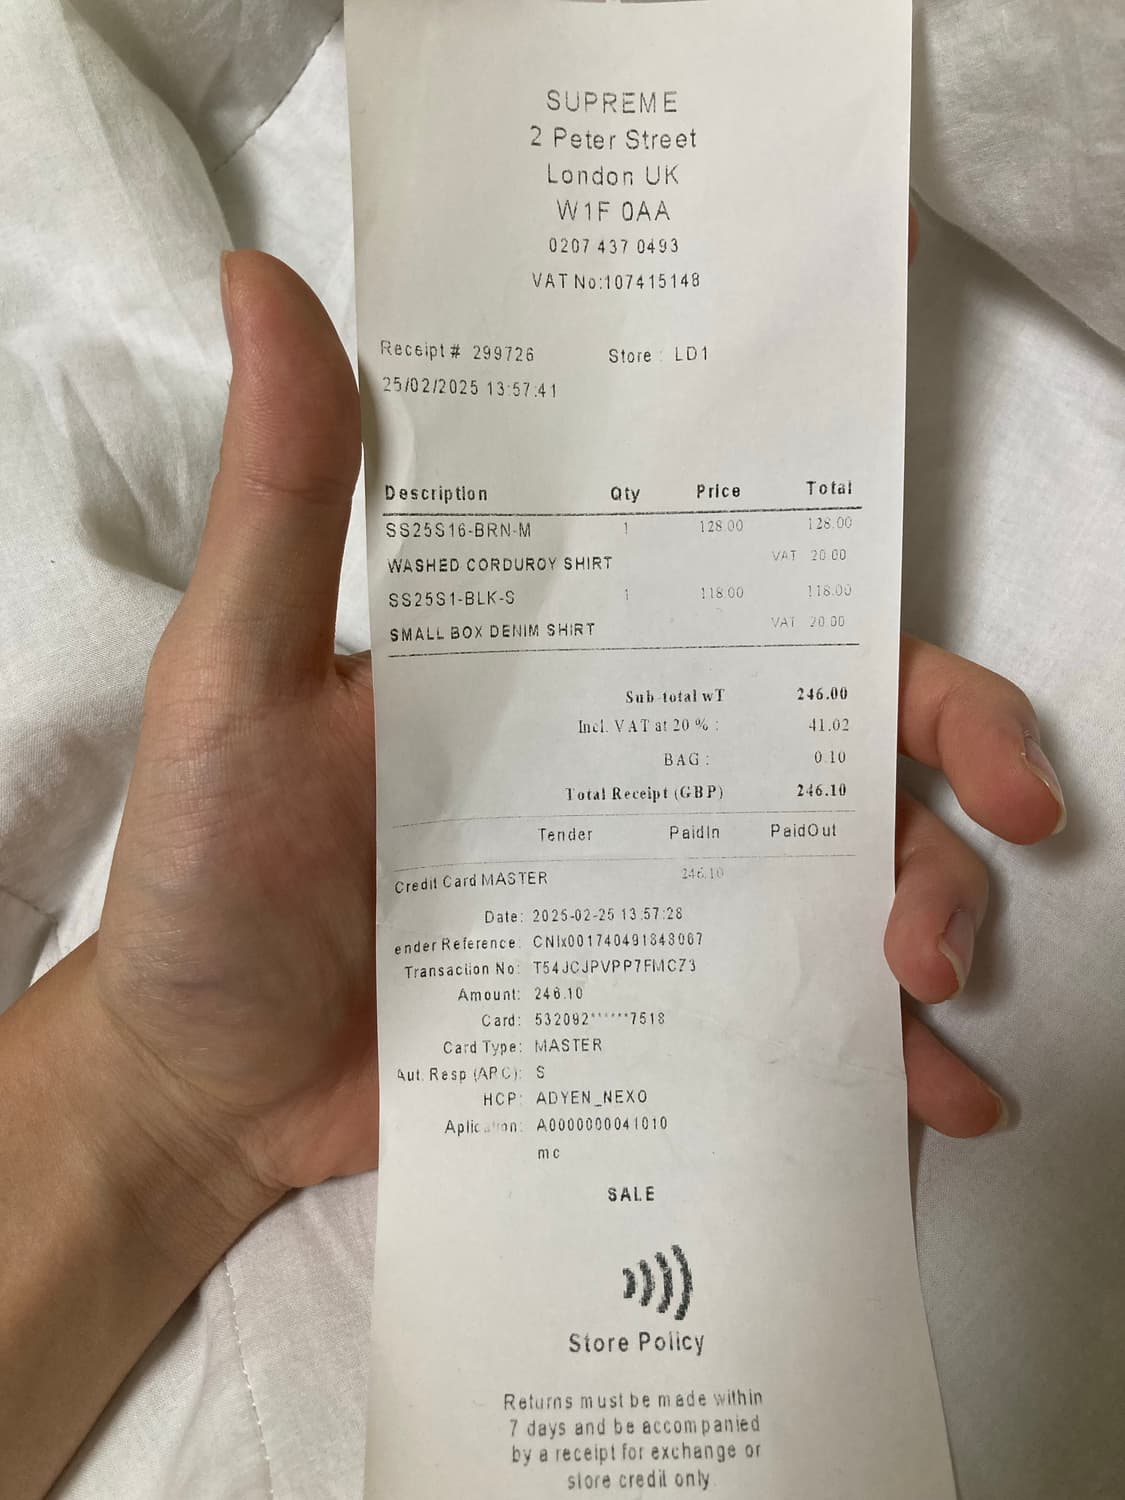 SUPREME
2 Peter Street
London UK
W1F 0AA
0207 437 0493
VAT No:107415148
Receipt # 299726 Store : LD1
25/02/2025 13:57:41
Description Qty Price Total
SS25S16-BRN-M 1 128.00 128.00
WASHED CORDUROY SHIRT VAT 20.00
SS25S1-BLK-S 1 118.00 118.00
SMALL BOX DENIM SHIRT VAT 20.00
Sub-total wT 246.00
Incl. VAT at 20 % : 41.02
BAG : 0.10
Total Receipt (GBP) 246.10
Tender PaidIn PaidOut
Credit Card MASTER 246.10
Date: 2025-02-25 13:57:28
ender Reference: CNIx001740491848067
Transaction No:
Amount: 246.10
Card: 532092******7518
Card Type: MASTER
Aut. Resp (ARC): S
HCP: ADYEN_NEXO
Aplication: A0000000041010
mc
SALE
Store Policy
Returns must be made within
7 days and be accompanied
by a receipt for exchange or
store credit only.